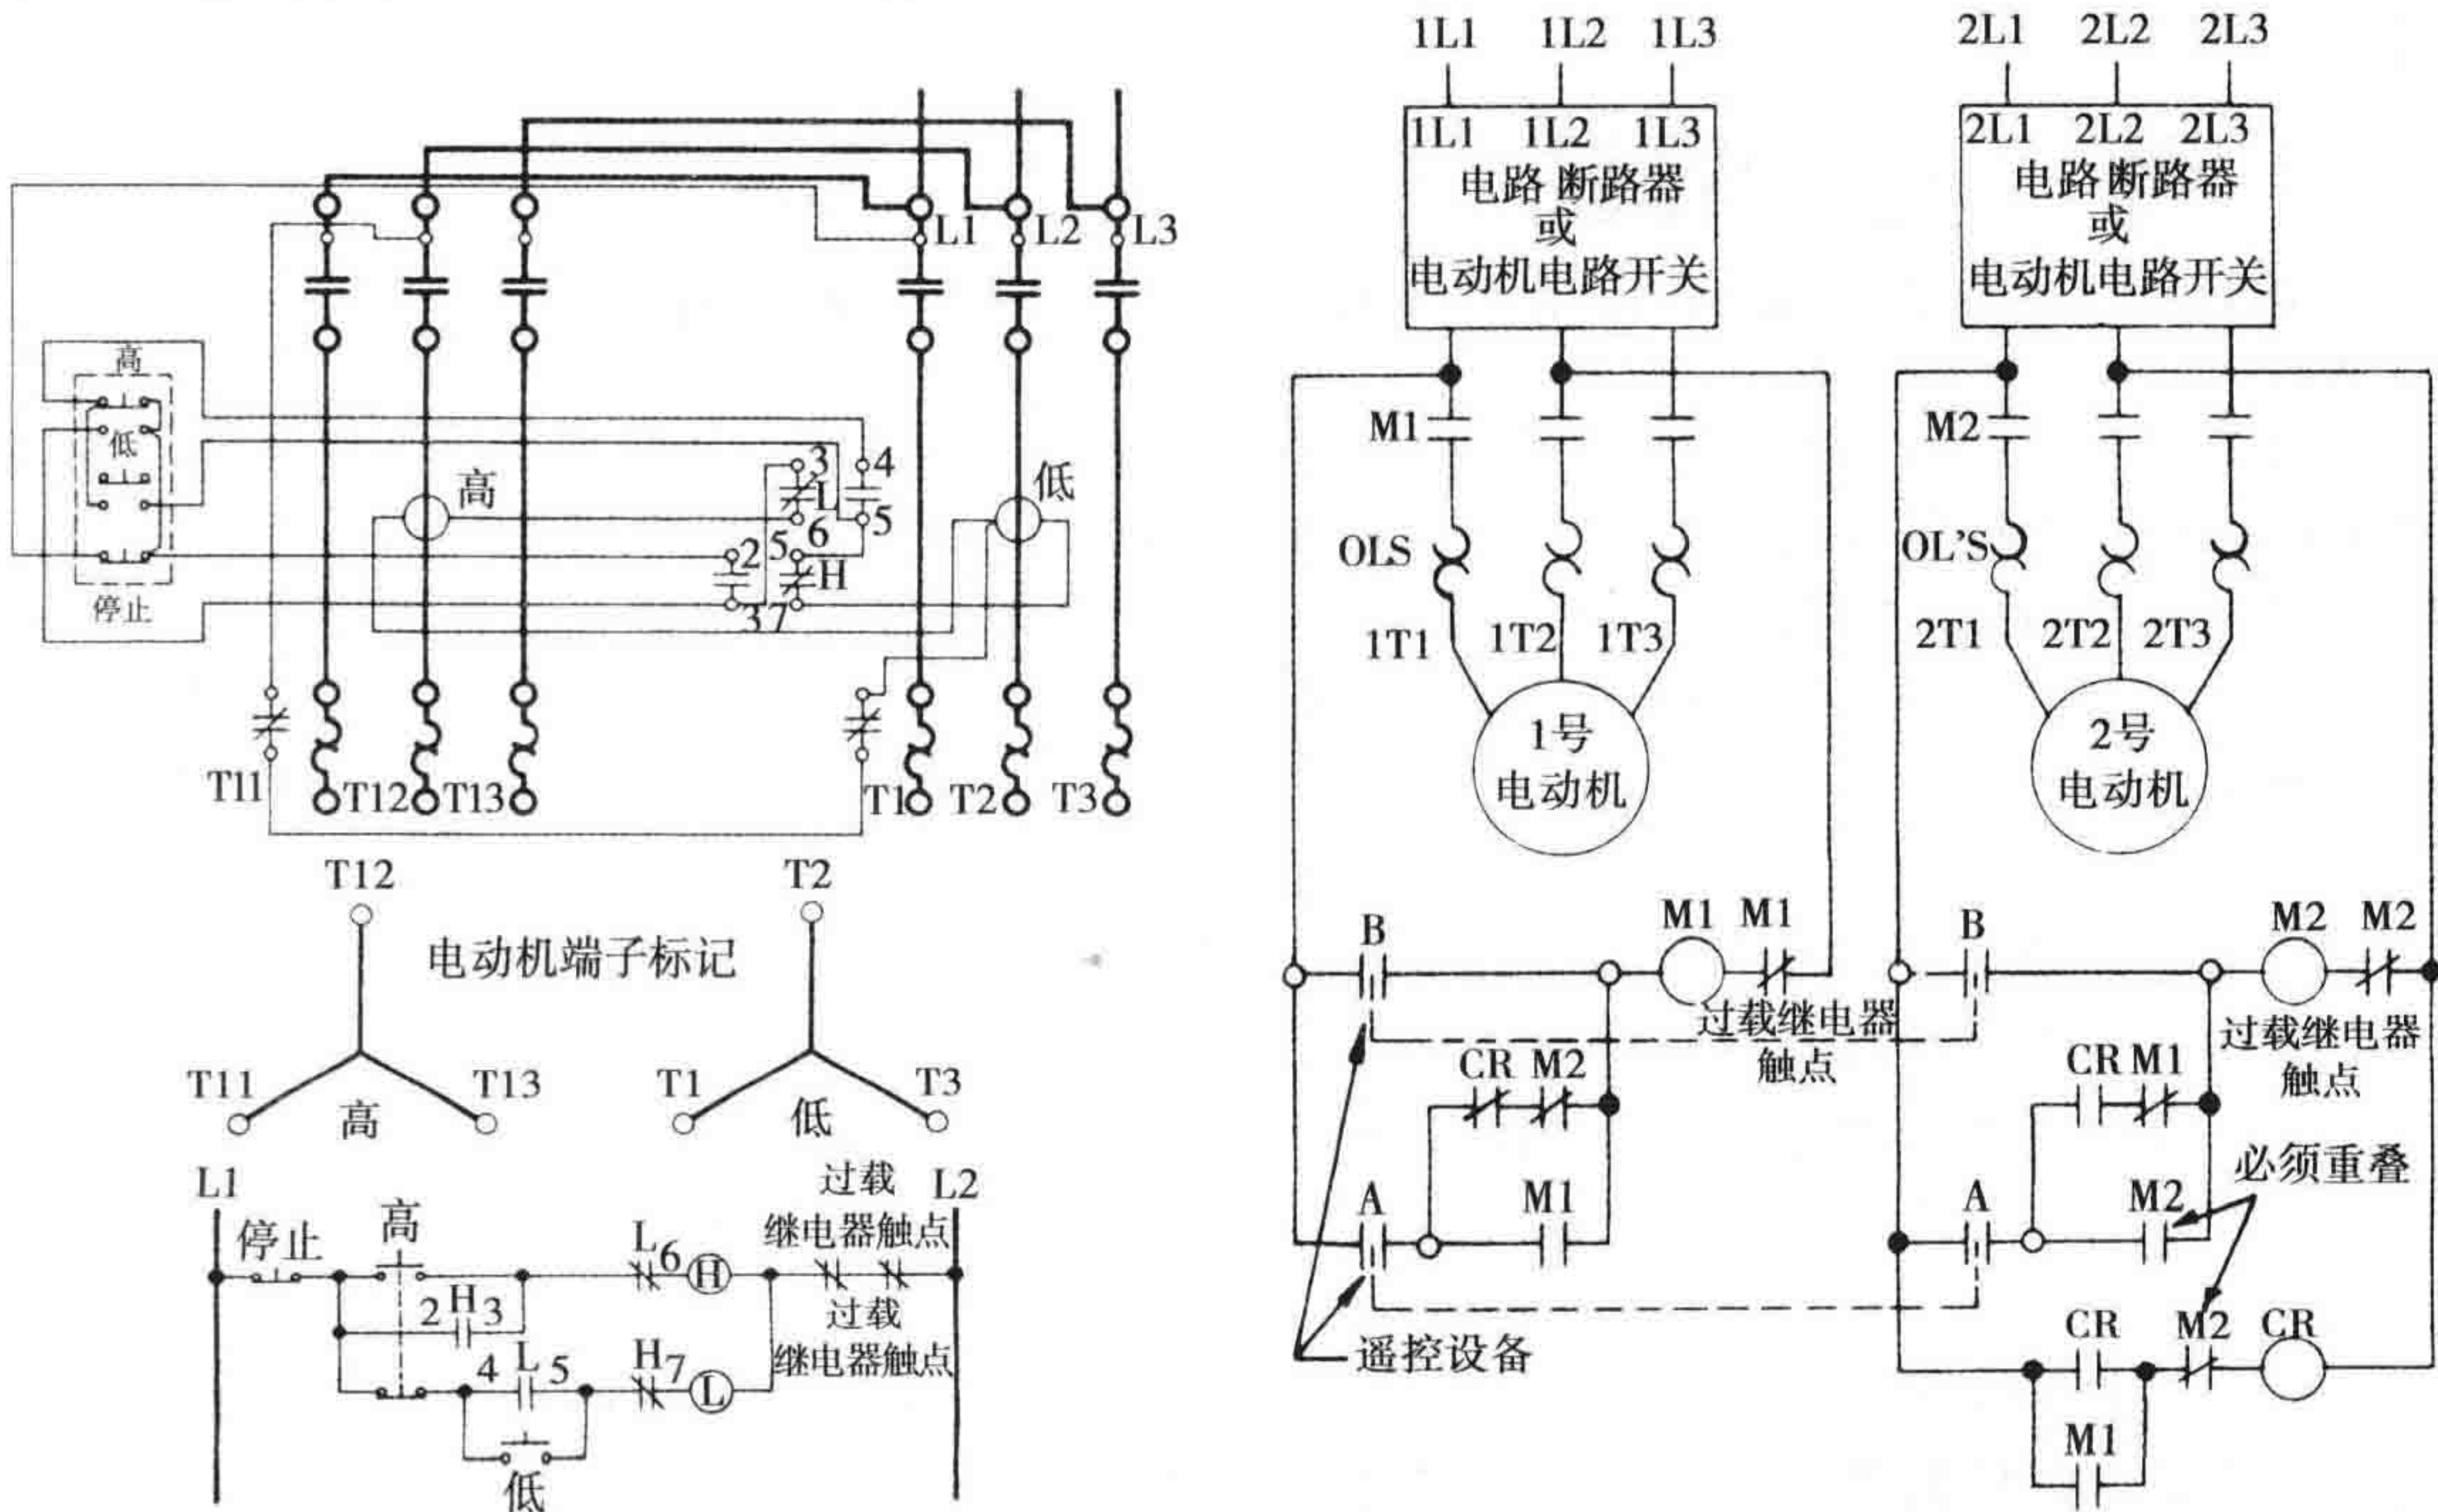 L1 L2 L3
高
低
停止
高
低
3 4
L
6 5
2 5
H
3 7
T11 T12 T13 T1 T2 T3
T12 T2
电动机端子标记
T11 T13 T1 T3
高 低
L1 过载 L2
停止 高 L6 继电器触点
H
2 H 3 过载
继电器触点
4 L 5 H7
L
低
1L1 1L2 1L3
1L1 1L2 1L3
电路断路器
或
电动机电路开关
M1
OLS
1T1 1T2 1T3
1号
电动机
B M1 M1
过载继电器
触点
CR M2
A M1
遥控设备
2L1 2L2 2L3
2L1 2L2 2L3
电路断路器
或
电动机电路开关
M2
OL'S
2T1 2T2 2T3
2号
电动机
B M2 M2
过载继电器
触点
CR M1
必须重叠
A M2
CR M2 CR
M1